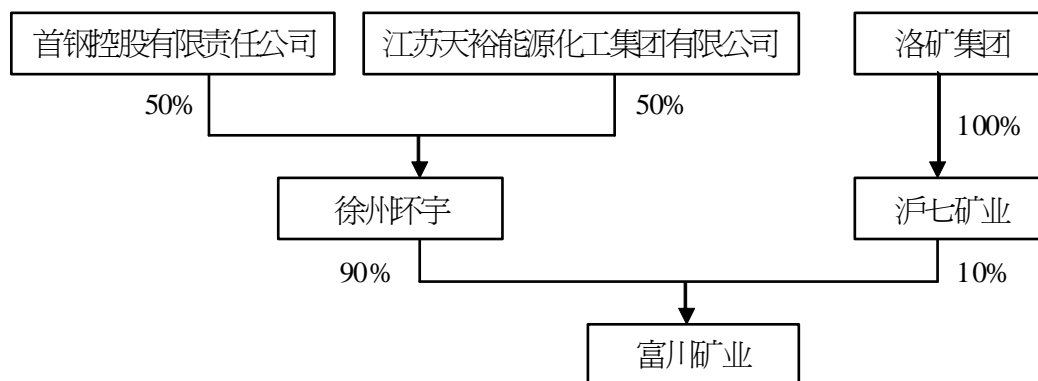 首钢控股有限责任公司
江苏天裕能源化工集团有限公司
洛矿集团
50%
50%
100%
徐州环宇
沪七矿业
90%
10%
富川矿业